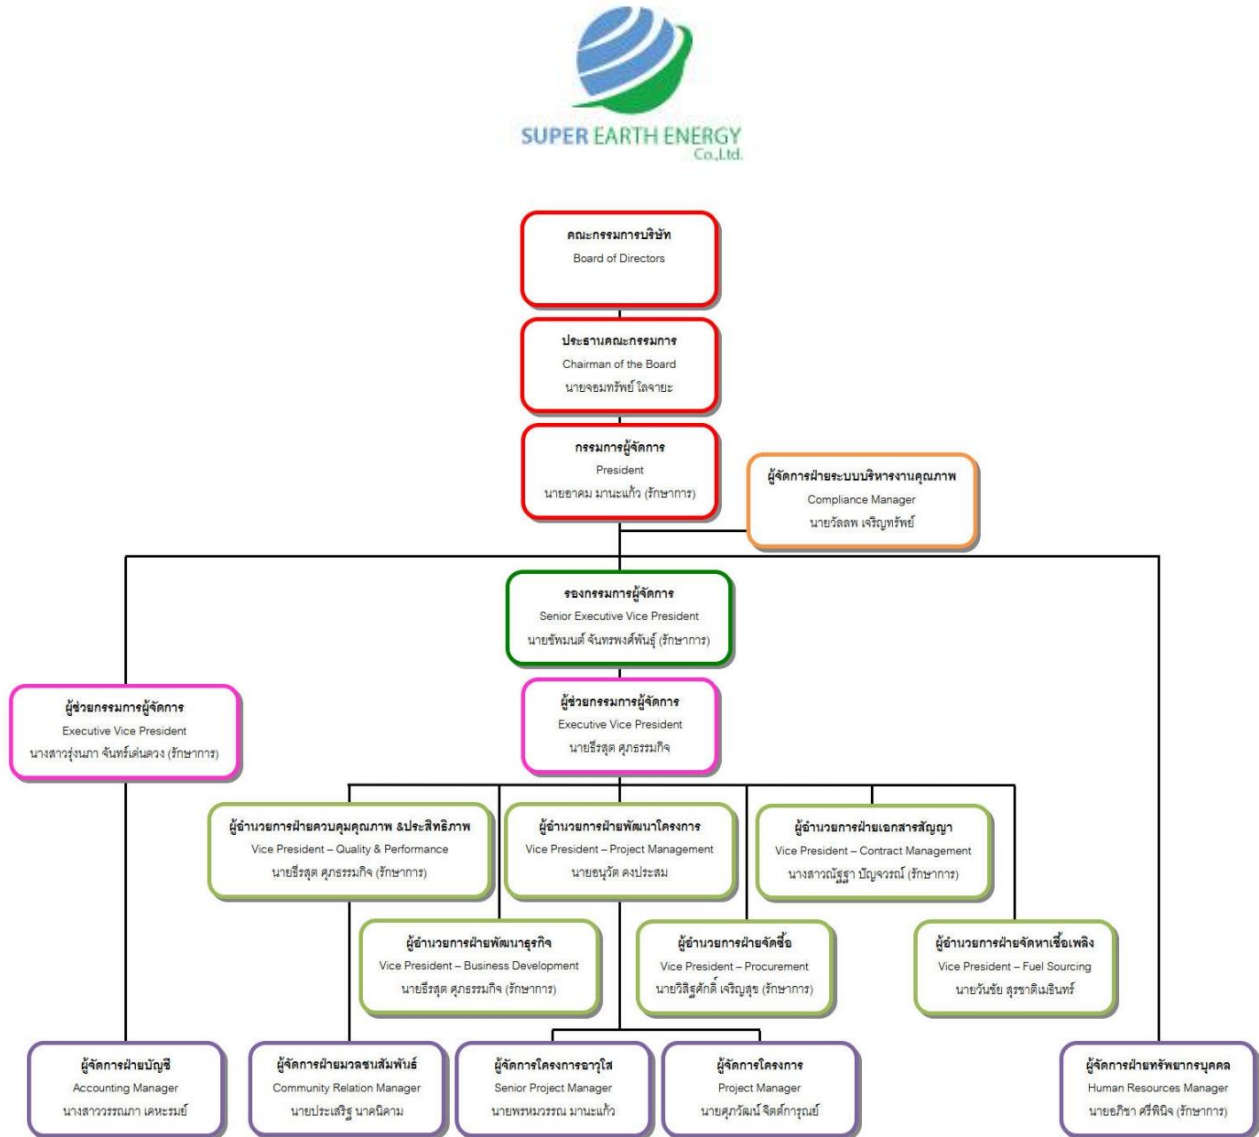 SUPER EARTH ENERGY
Co.,Ltd.
คณะกรรมการบริษัท
Board of Directors
ประธานคณะกรรมการ
Chairman of the Board
นายจอมทรัพย์ โลจายะ
กรรมการผู้จัดการ
President
นายอาคม มานะแก้ว (รักษาการ)
ผู้จัดการฝ่ายระบบบริหารงานคุณภาพ
Compliance Manager
นายวัลลพ เจริญทรัพย์
รองกรรมการผู้จัดการ
Senior Executive Vice President
นายชัพมนต์ จันทรพงศ์พันธุ์ (รักษาการ)
ผู้ช่วยกรรมการผู้จัดการ
Executive Vice President
นางสาวรุ่งนภา จันทร์เด่นดวง (รักษาการ)
ผู้ช่วยกรรมการผู้จัดการ
Executive Vice President
นายธีรสุต ศุภธรรมกิจ
ผู้อำนวยการฝ่ายควบคุมคุณภาพ &ประสิทธิภาพ
Vice President – Quality & Performance
นายธีรสุต ศุภธรรมกิจ (รักษาการ)
ผู้อำนวยการฝ่ายพัฒนาโครงการ
Vice President – Project Management
นายอนุวัต คงประสม
ผู้อำนวยการฝ่ายเอกสารสัญญา
Vice President – Contract Management
นางสาวณัฐฐา ปัญจวรณ์ (รักษาการ)
ผู้อำนวยการฝ่ายพัฒนาธุรกิจ
Vice President – Business Development
นายธีรสุต ศุภธรรมกิจ (รักษาการ)
ผู้อำนวยการฝ่ายจัดซื้อ
Vice President – Procurement
นายวิสิฐศักดิ์ เจริญสุข (รักษาการ)
ผู้อำนวยการฝ่ายจัดหาเชื้อเพลิง
Vice President – Fuel Sourcing
นายวันชัย สุรชาติเมธินทร์
ผู้จัดการฝ่ายบัญชี
Accounting Manager
นางสาววรรณภา เคหะรมย์
ผู้จัดการฝ่ายมวลชนสัมพันธ์
Community Relation Manager
นายประเสริฐ นาคนิคาม
ผู้จัดการโครงการอาวุโส
Senior Project Manager
นายพรหมวรรณ มานะแก้ว
ผู้จัดการโครงการ
Project Manager
นายศุภวัฒน์ จิตต์การุณย์
ผู้จัดการฝ่ายทรัพยากรบุคคล
Human Resources Manager
นายอภิชา ศรีพินิจ (รักษาการ)